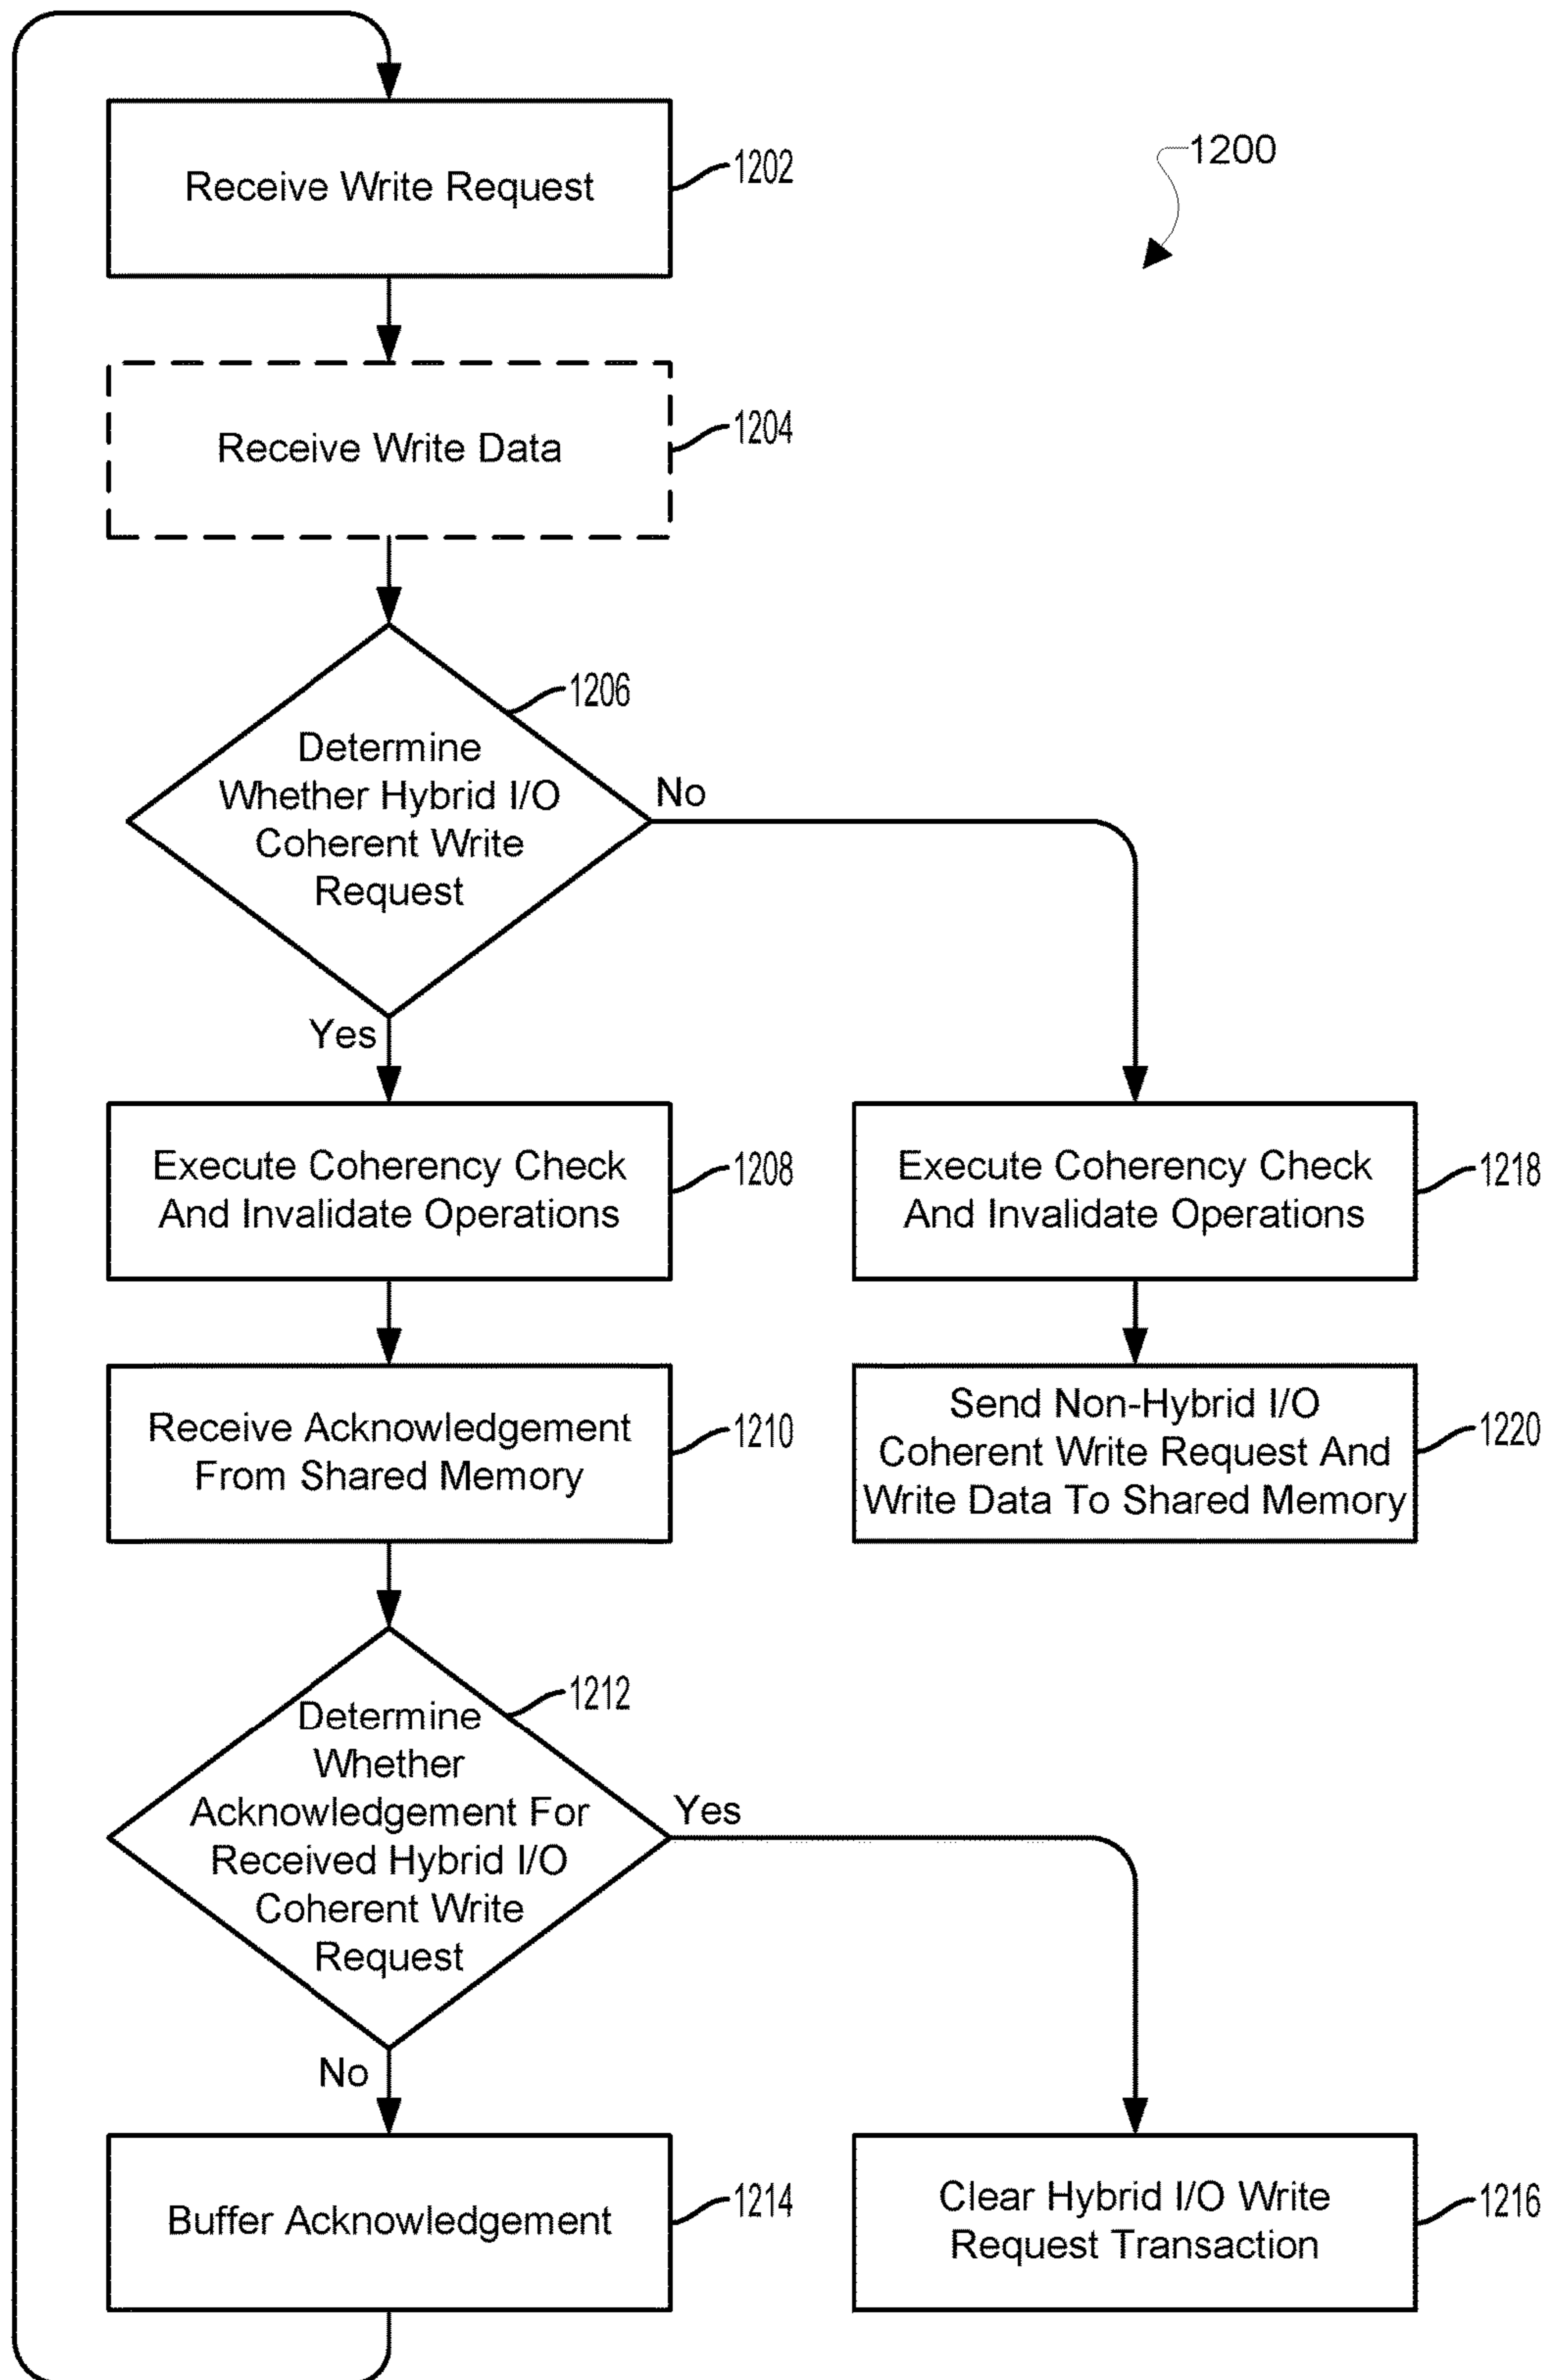 1200
Receive Write Request
1202
Receive Write Data
1204
1206
Determine
Whether Hybrid I/O
Coherent Write
Request
No
Yes
Execute Coherency Check
And Invalidate Operations
1208
Execute Coherency Check
And Invalidate Operations
1218
Receive Acknowledgement
From Shared Memory
1210
Send Non-Hybrid I/O
Coherent Write Request And
Write Data To Shared Memory
1220
1212
Determine
Whether
Acknowledgement For
Received Hybrid I/O
Coherent Write
Request
Yes
No
Buffer Acknowledgement
1214
Clear Hybrid I/O Write
Request Transaction
1216